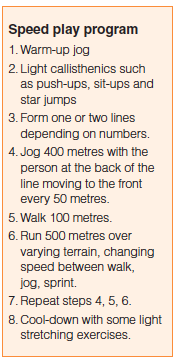 Speed play program
1. Warm-up jog
2. Light callisthenics such
as push-ups, sit-ups and
star jumps
3. Form one or two lines
depending on numbers.
4. Jog 400 metres with the
person at the back of the
line moving to the front
every 50 metres.
5. Walk 100 metres.
6. Run 500 metres over
varying terrain, changing
speed between walk,
jog, sprint.
7. Repeat steps 4, 5, 6.
8. Cool-down with some light
stretching exercises.